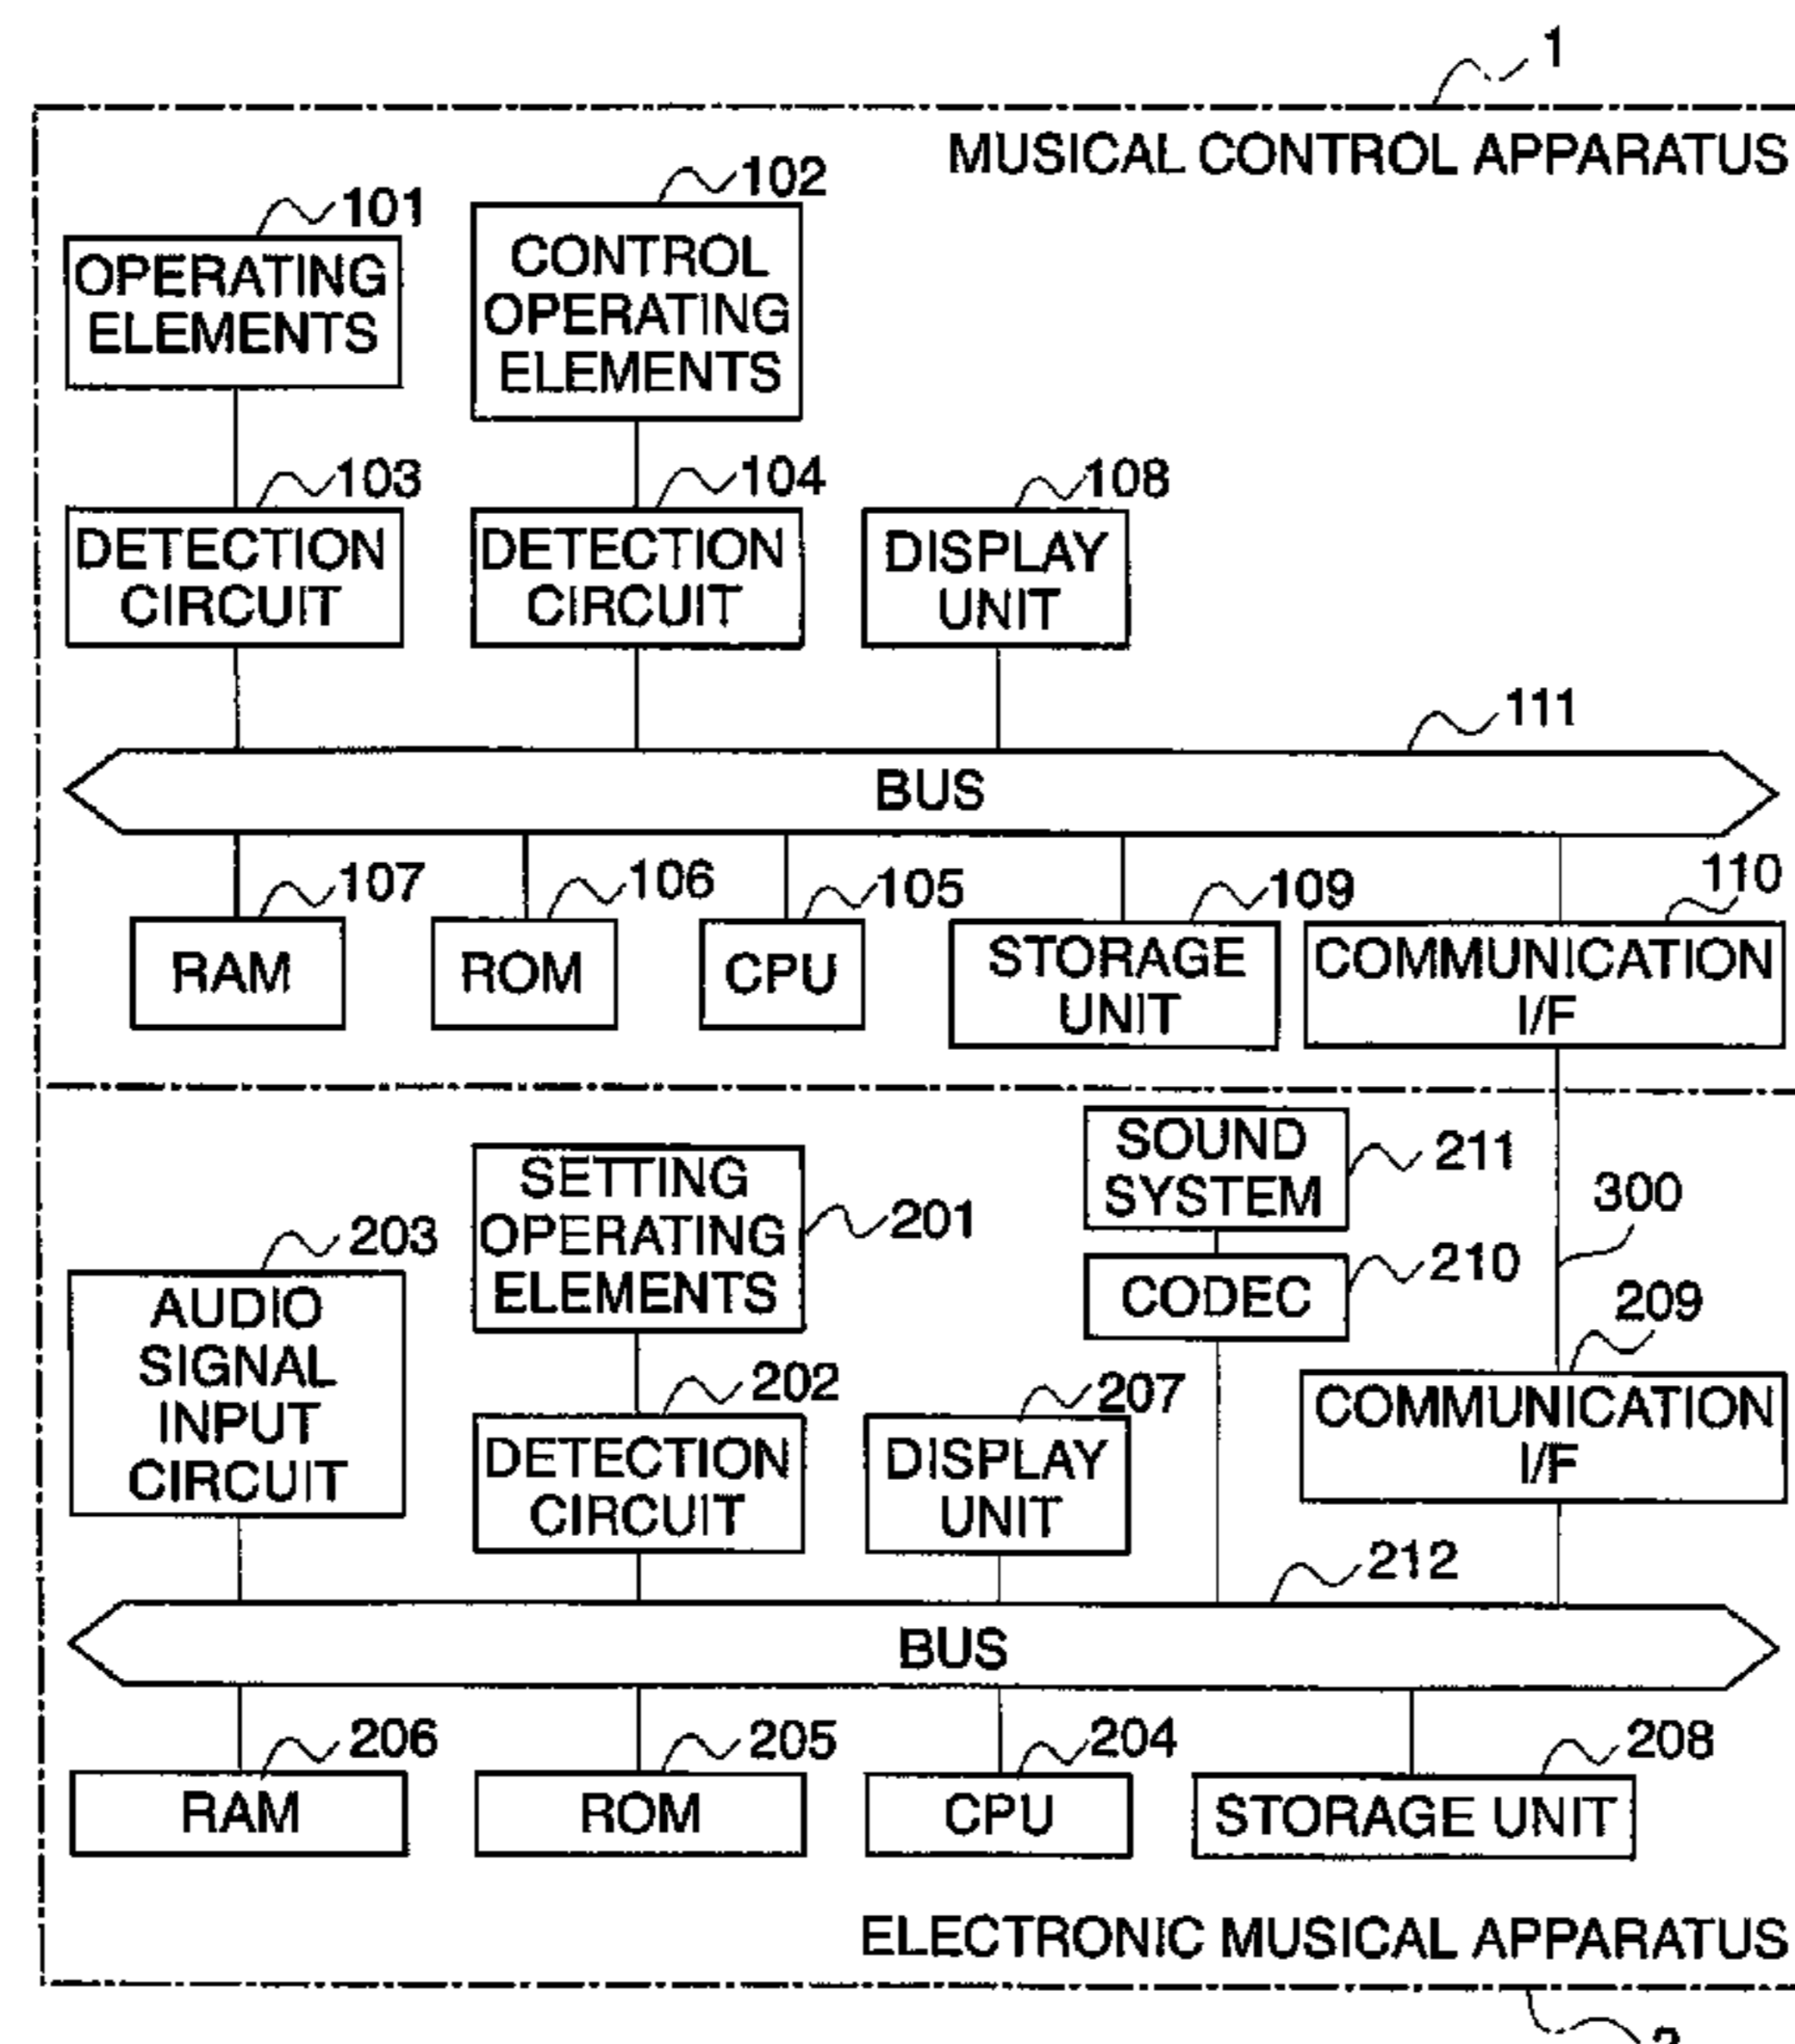 1
MUSICAL CONTROL APPARATUS
101
102
OPERATING
ELEMENTS
CONTROL
OPERATING
ELEMENTS
103
104
108
DETECTION
CIRCUIT
DETECTION
CIRCUIT
DISPLAY
UNIT
111
BUS
107
106
105
109
110
RAM
ROM
CPU
STORAGE
UNIT
COMMUNICATION
I/F
SOUND
SYSTEM
211
300
SETTING
OPERATING
ELEMENTS
201
203
AUDIO
SIGNAL
INPUT
CIRCUIT
CODEC
210
209
202
207
DETECTION
CIRCUIT
DISPLAY
UNIT
COMMUNICATION
I/F
212
BUS
206
205
204
208
RAM
ROM
CPU
STORAGE UNIT
ELECTRONIC MUSICAL APPARATUS
2